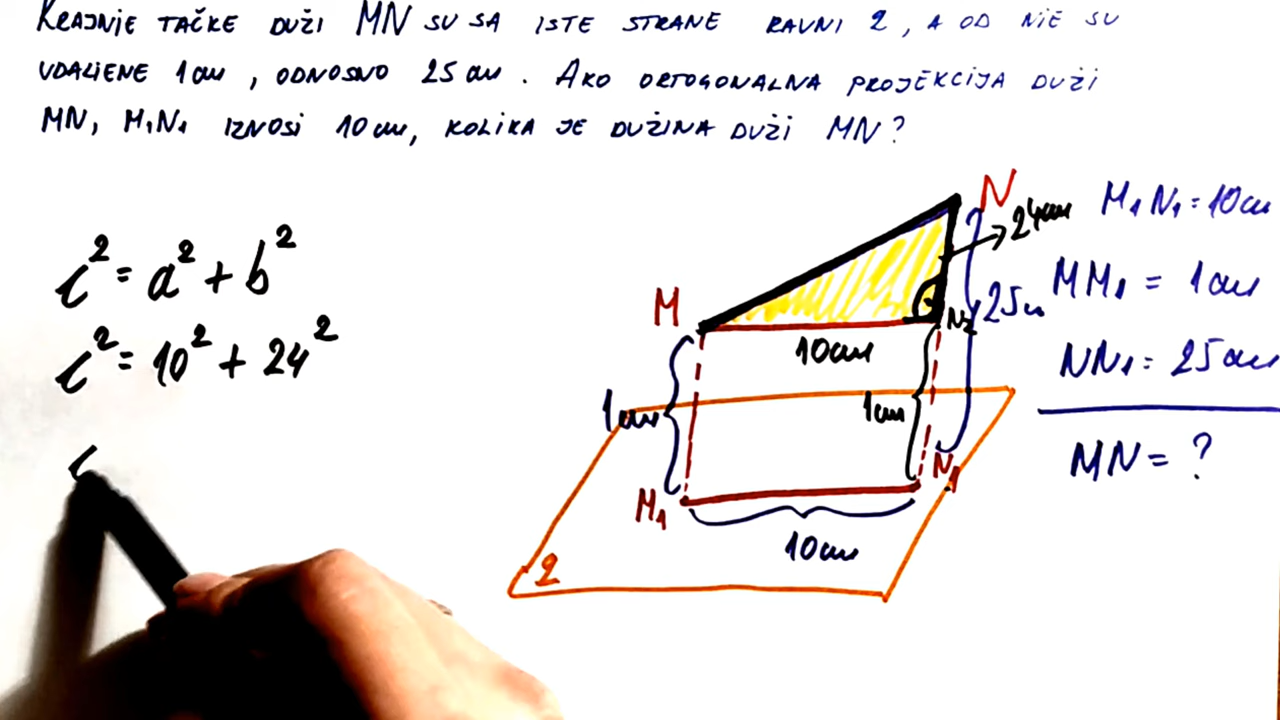 KRAJNJE TAČKE DUŽI MN SU SA ISTE STRANE RAVNI 2, A OD NJE SU
UDALJENE 1cm, ODNOSNO 25cm. AKO ORTOGONALNA PROJEKCIJA DUŽI
MN, M₁N₁ IZNOSI 10cm, KOLIKA JE DUŽINA DUŽI MN?
c² = a² + b²
c² = 10² + 24²
N
24cm
M
N₂
25cm
10cm
1cm
1cm
M₁
N₁
10cm
2
M₁N₁ = 10cm
MM₁ = 1cm
NN₁ = 25cm
MN = ?